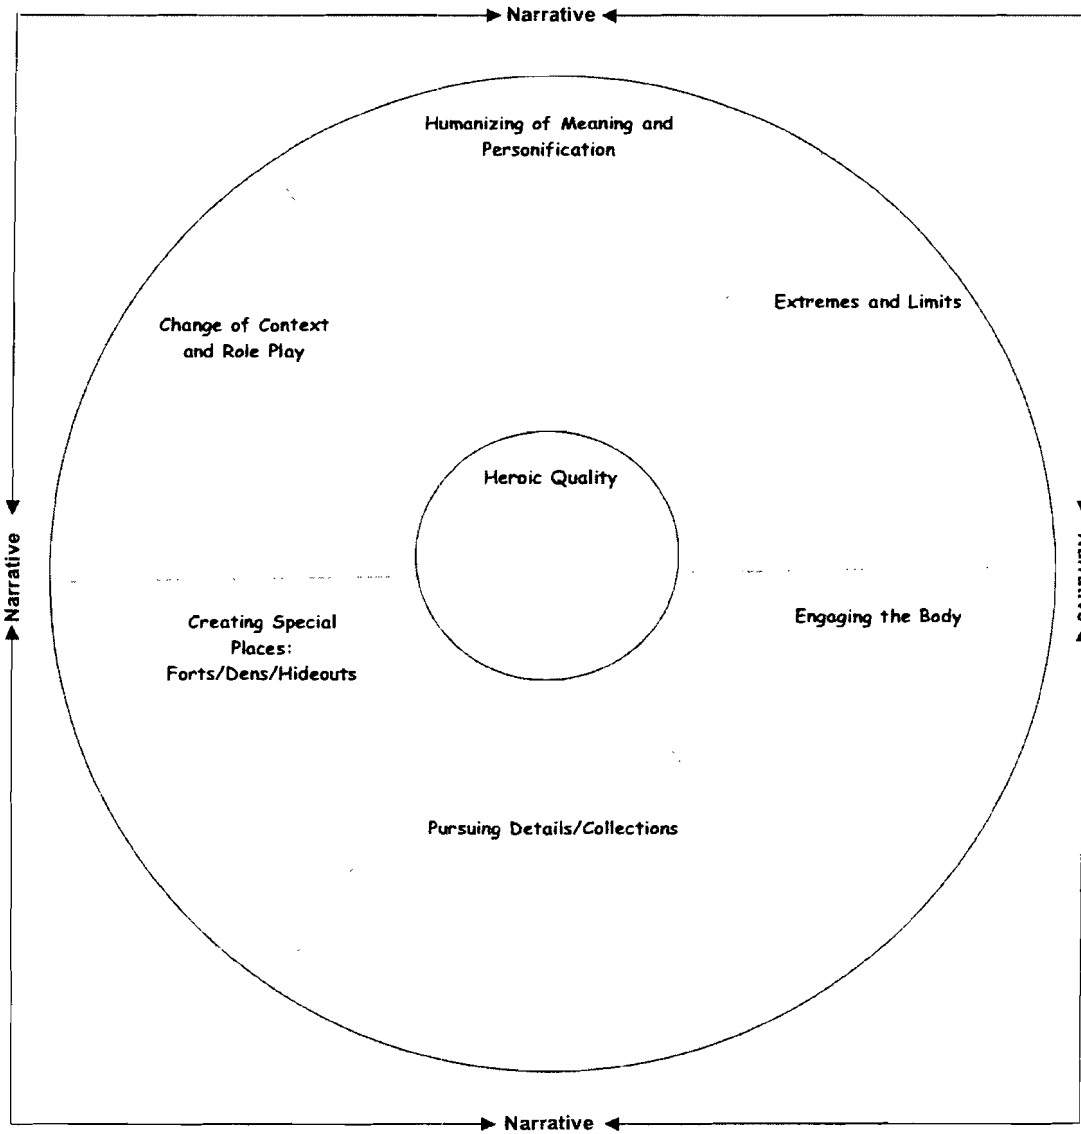 Narrative
Humanizing of Meaning and
Personification
Extremes and Limits
Change of Context
and Role Play
Heroic Quality
Narrative
Creating Special
Places:
Forts/Dens/Hideouts
Engaging the Body
Pursuing Details/Collections
Narrative